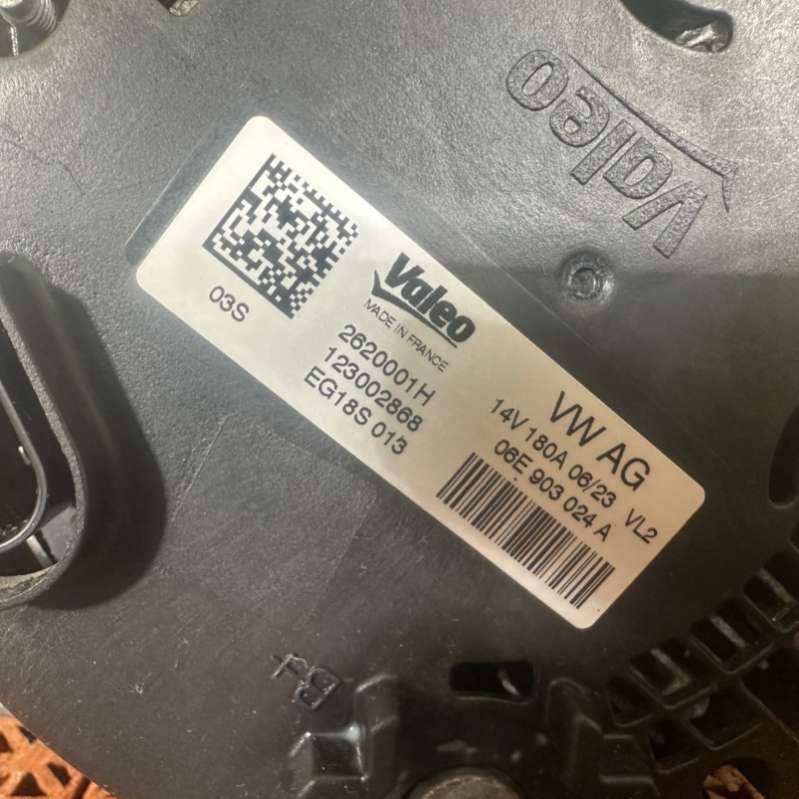 Valeo
03S
Valeo
MADE IN FRANCE
2620001H
123002868
EG18S 013
VW AG
14V 180A 06/23 VL2
06E 903 024 A
B+